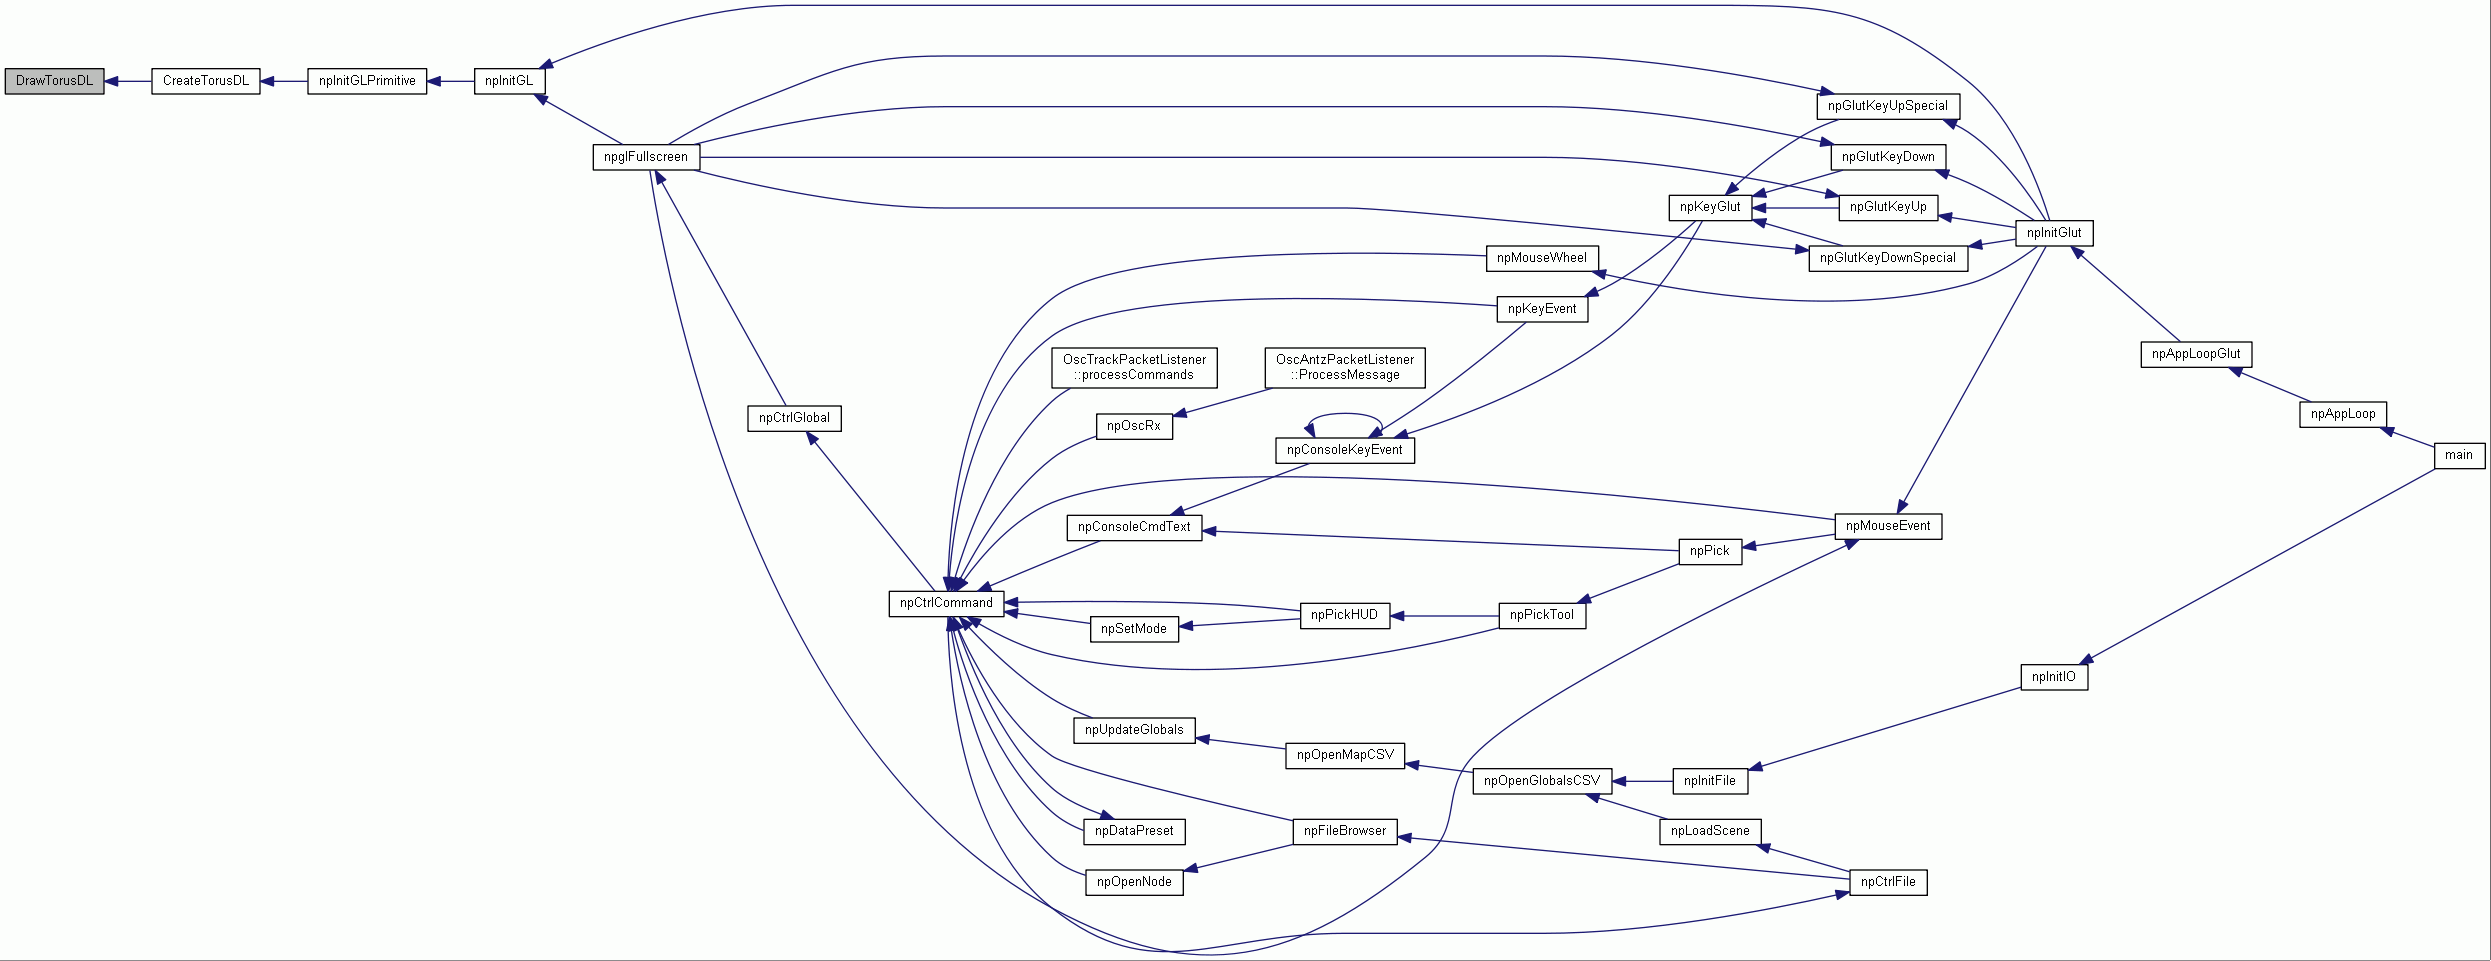 DrawTorusDL
CreateTorusDL
npInitGLPrimitive
npInitGL
npglFullscreen
npGlutKeyUpSpecial
npGlutKeyDown
npKeyGlut
npGlutKeyUp
npInitGlut
npMouseWheel
npGlutKeyDownSpecial
npKeyEvent
OscTrackPacketListener
::processCommands
OscAntzPacketListener
::ProcessMessage
npAppLoopGlut
npCtrlGlobal
npOscRx
npAppLoop
npConsoleKeyEvent
main
npConsoleCmdText
npMouseEvent
npPick
npCtrlCommand
npSetMode
npPickHUD
npPickTool
npInitIO
npUpdateGlobals
npOpenMapCSV
npOpenGlobalsCSV
npInitFile
npDataPreset
npFileBrowser
npLoadScene
npOpenNode
npCtrlFile